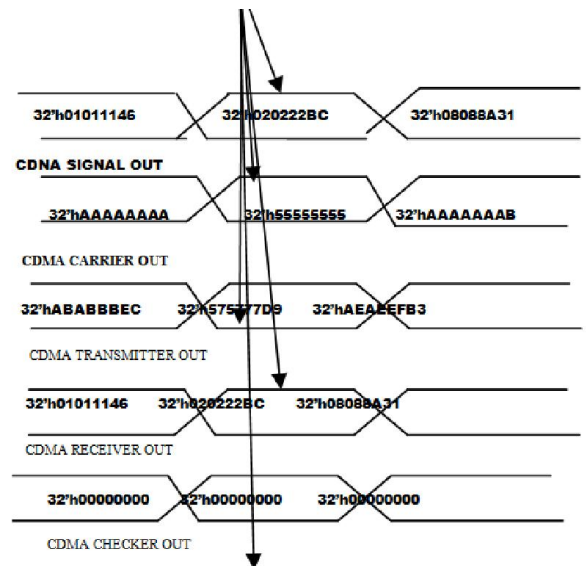 32'h01011146 32'h020222BC 32'h08088A31
CDNA SIGNAL OUT
32'hAAAAAAAA 32'h55555555 32'hAAAAAAAB
CDMA CARRIER OUT
32'hABABBBEC 32'h575777D9 32'hAEAEEFB3
CDMA TRANSMITTER OUT
32'h01011146 32'h020222BC 32'h08088A31
CDMA RECEIVER OUT
32'h00000000 32'h00000000 32'h00000000
CDMA CHECKER OUT